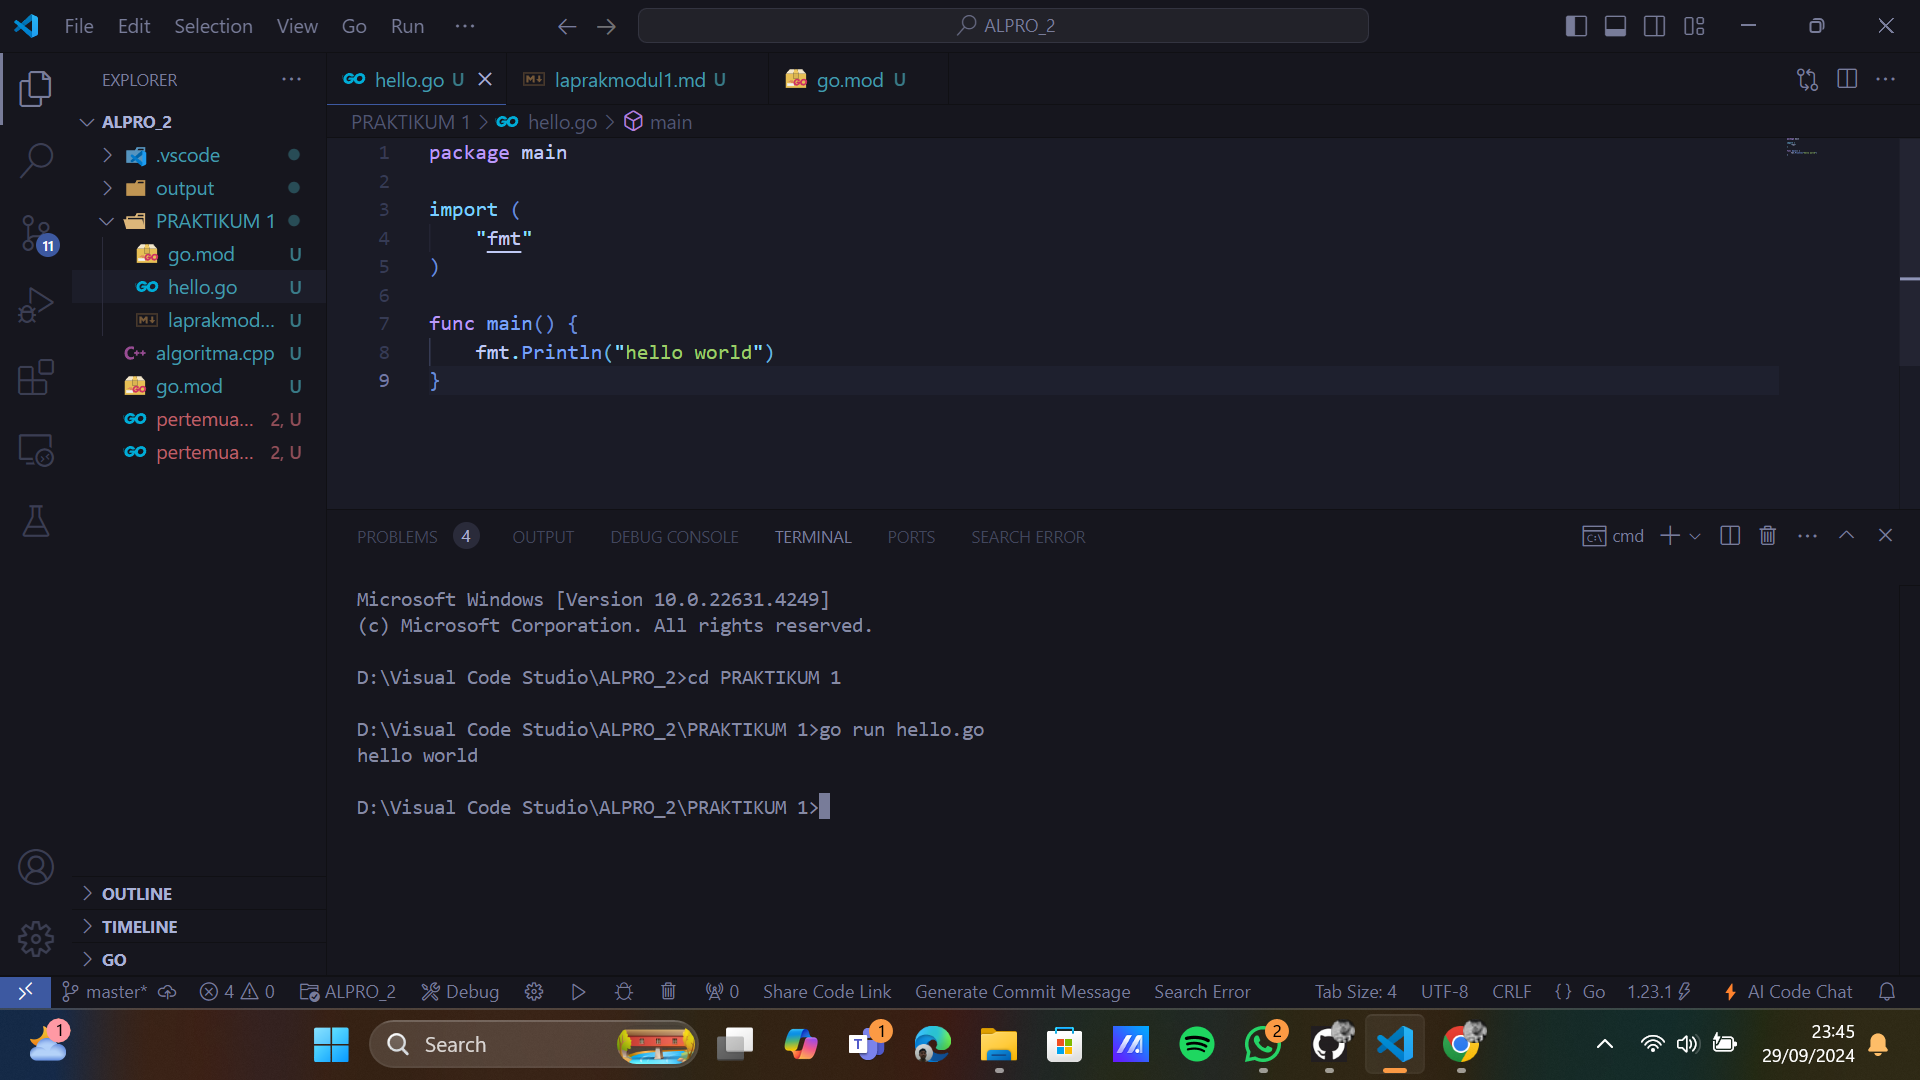 File Edit Selection View Go Run ···
ALPRO_2
EXPLORER
ALPRO_2
.vscode
output
PRAKTIKUM 1
go.mod U
hello.go U
laprakmod... U
algoritma.cpp U
go.mod U
pertemua... 2, U
pertemua... 2, U
OUTLINE
TIMELINE
GO
11
hello.go U
laprakmodul1.md U
go.mod U
PRAKTIKUM 1 > hello.go > main
1 package main
2
3 import (
4 "fmt"
5 )
6
7 func main() {
8 fmt.Println("hello world")
9 }
PROBLEMS 4 OUTPUT DEBUG CONSOLE TERMINAL PORTS SEARCH ERROR
cmd
Microsoft Windows [Version 10.0.22631.4249]
(c) Microsoft Corporation. All rights reserved.
D:\Visual Code Studio\ALPRO_2>cd PRAKTIKUM 1
D:\Visual Code Studio\ALPRO_2\PRAKTIKUM 1>go run hello.go
hello world
D:\Visual Code Studio\ALPRO_2\PRAKTIKUM 1>
master* 4 0 ALPRO_2 Debug 0 Share Code Link Generate Commit Message Search Error Tab Size: 4 UTF-8 CRLF {} Go 1.23.1 AI Code Chat
1
Search
1
2
23:45
29/09/2024